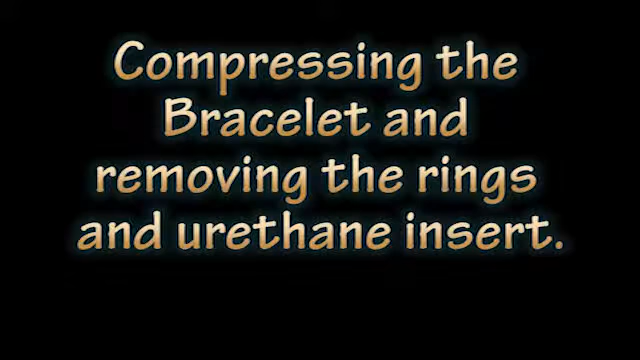 Compressing the
Bracelet and
removing the rings
and urethane insert.